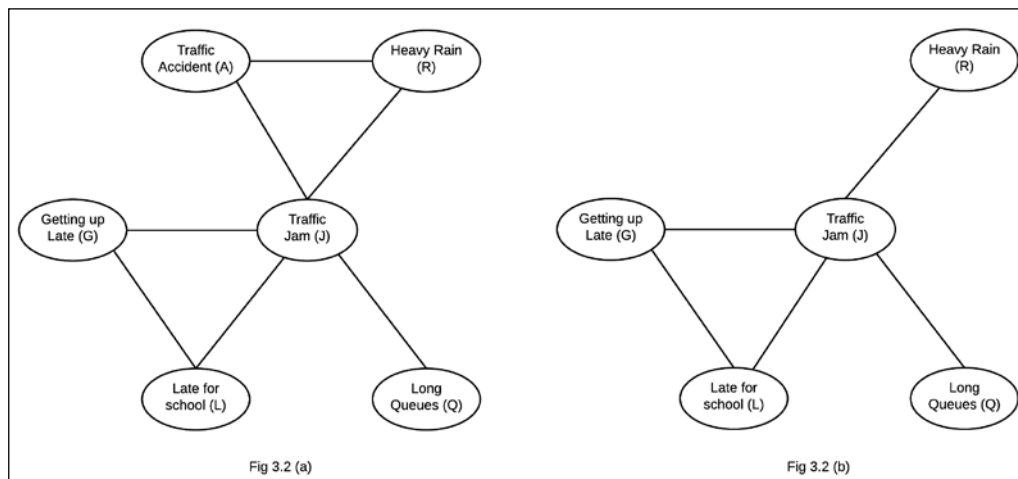 Traffic
Accident (A)
Heavy Rain
(R)
Getting up
Late (G)
Traffic
Jam (J)
Late for
school (L)
Long
Queues (Q)
Fig 3.2 (a)
Heavy Rain
(R)
Getting up
Late (G)
Traffic
Jam (J)
Late for
school (L)
Long
Queues (Q)
Fig 3.2 (b)